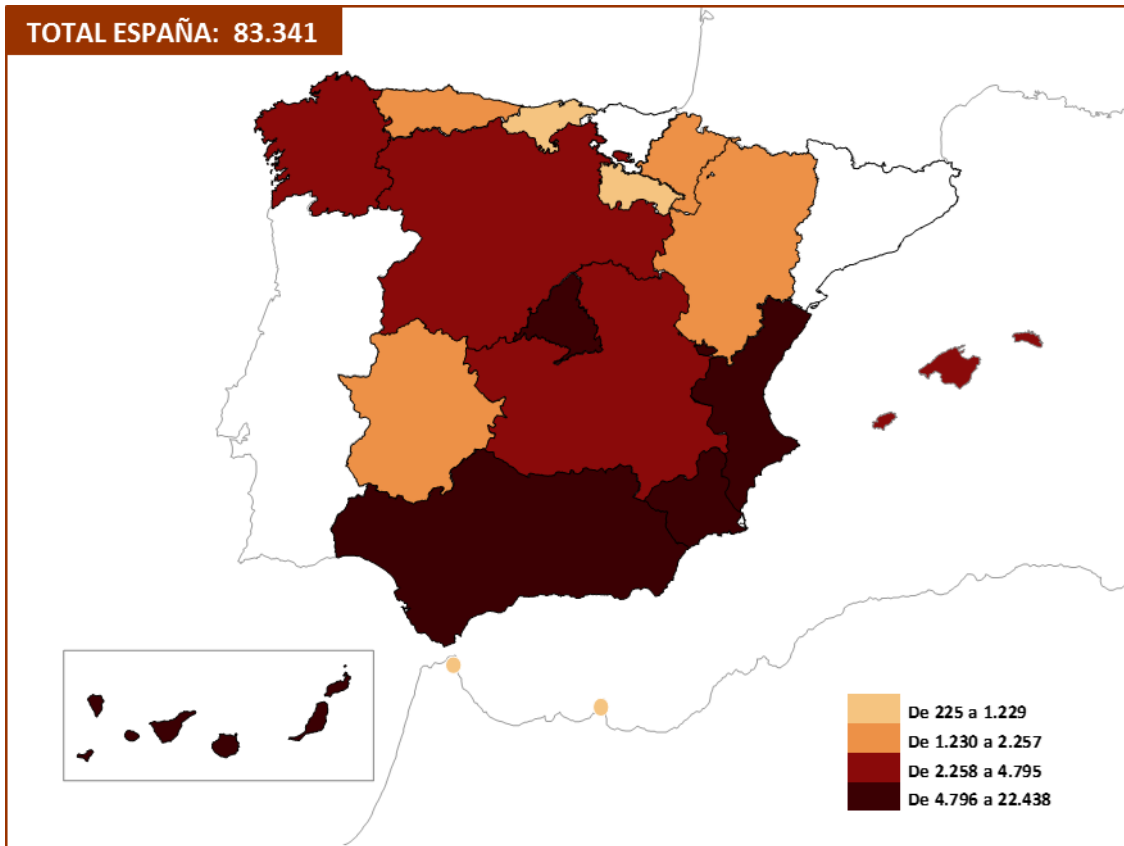 TOTAL ESPAÑA: 83.341
De 225 a 1.229
De 1.230 a 2.257
De 2.258 a 4.795
De 4.796 a 22.438